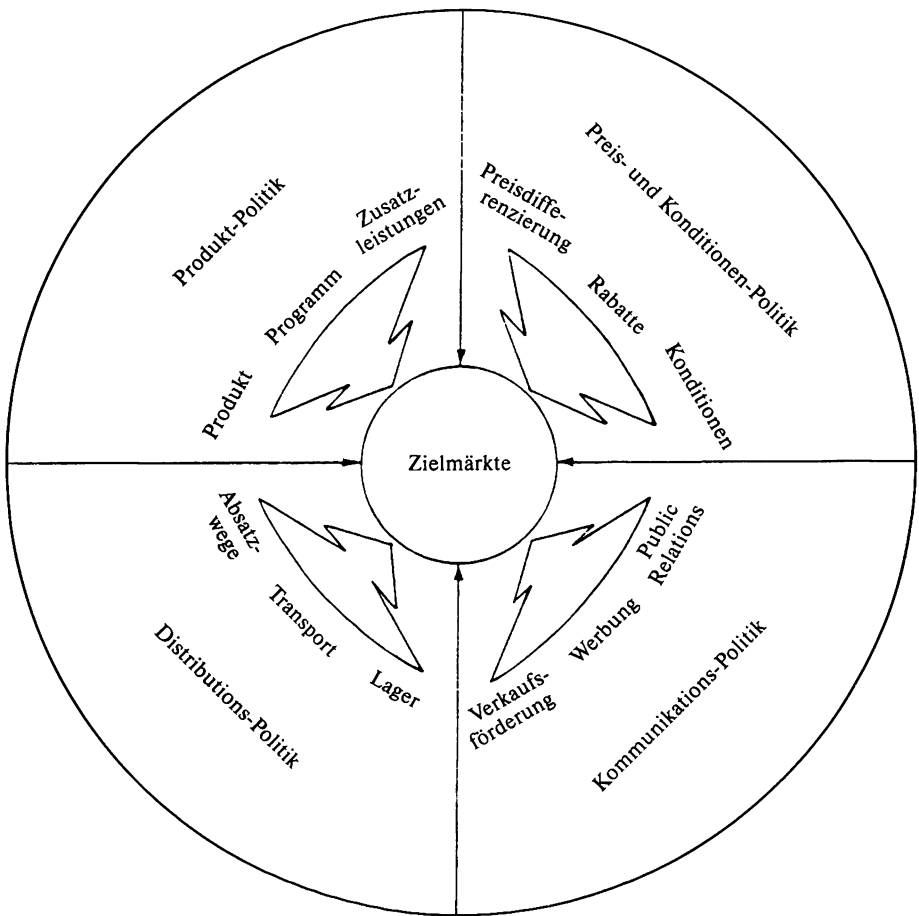 Produkt-Politik
Zusatz-
leistungen
Programm
Produkt
Preis- und Konditionen-Politik
Preisdiffe-
renzierung
Rabatte
Konditionen
Zielmärkte
Absatz-
wege
Transport
Lager
Distributions-Politik
Public
Relations
Werbung
Verkaufs-
förderung
Kommunikations-Politik